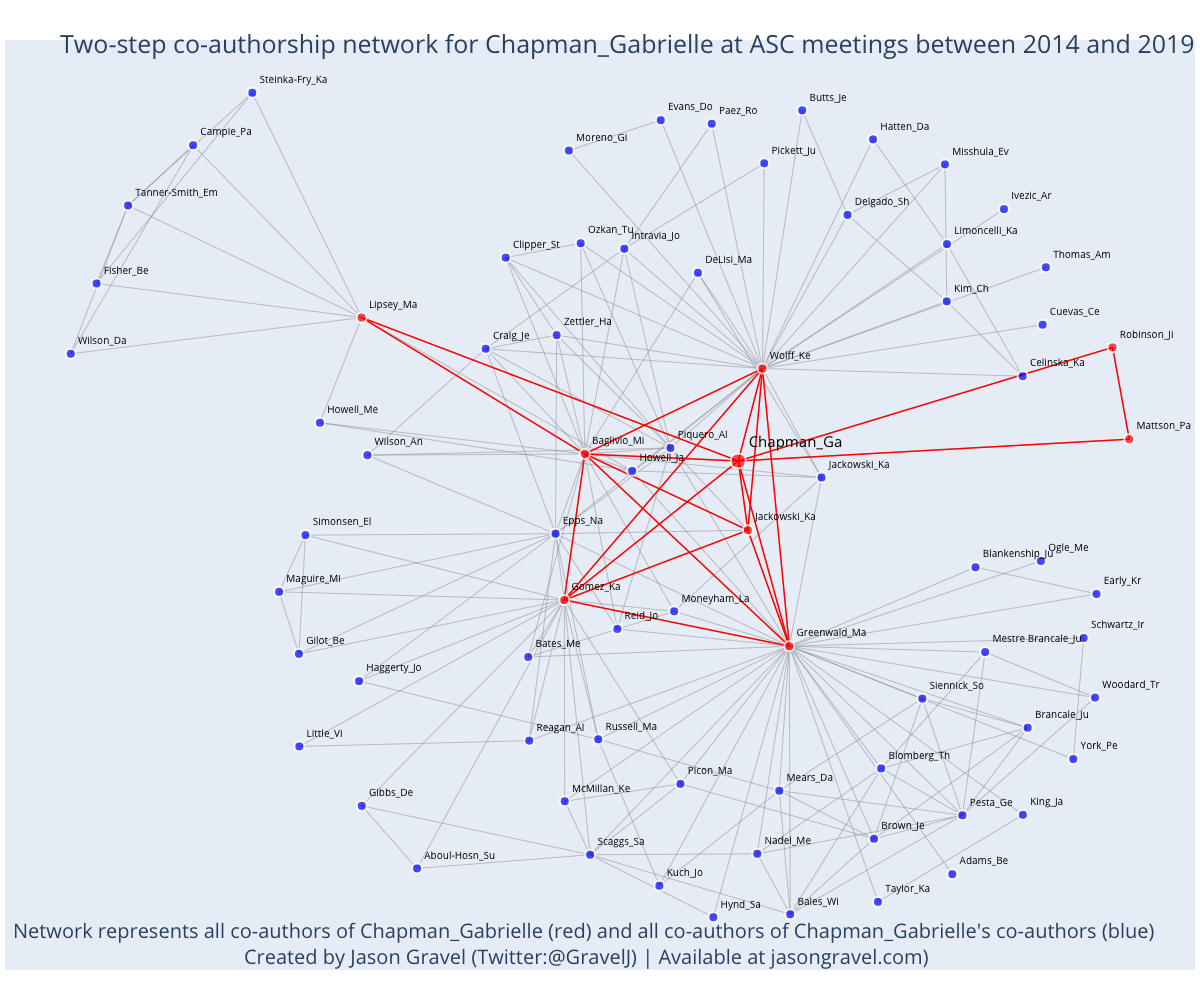 Two-step co-authorship network for Chapman_Gabrielle at ASC meetings between 2014 and 2019
Steinka-Fry_Ka
Butts_Je
Evans_Do
Paez_Ro
Hatten_Da
Campie_Pa
Moreno_Gi
Pickett_Ju
Misshula_Ev
Tanner-Smith_Em
Delgado_Sh
Ivezic_Ar
Ozkan_Tu
Intravia_Jo
Limoncelli_Ka
Clipper_St
DeLisi_Ma
Thomas_Am
Fisher_Be
Kim_Ch
Lipsey_Ma
Cuevas_Ce
Zettler_Ha
Craig_Je
Robinson_Ji
Wilson_Da
Wolff_Ke
Celinska_Ka
Howell_Me
Mattson_Pa
Wilson_An
Baglivio_Mi
Piquero_Al
Chapman_Ga
Howell_Ja
Jackowski_Ka
Jackowski_Ka
Simonsen_El
Epps_Na
Ogle_Me
Blankenship_Ju
Maguire_Mi
Gomez_Ka
Early_Kr
Moneyham_La
Reid_Jo
Schwartz_Ir
Greenwald_Ma
Mestre Brancale_Ju
Gilot_Be
Bates_Me
Haggerty_Jo
Siennick_So
Woodard_Tr
Brancale_Ju
Little_Vi
Reagan_Al
Russell_Ma
York_Pe
Blomberg_Th
Picon_Ma
Mears_Da
McMillan_Ke
Gibbs_De
Pesta_Ge
King_Ja
Brown_Je
Scaggs_Sa
Nadel_Me
Aboul-Hosn_Su
Adams_Be
Kuch_Jo
Taylor_Ka
Hynd_Sa
Bales_Wi
Network represents all co-authors of Chapman_Gabrielle (red) and all co-authors of Chapman_Gabrielle's co-authors (blue)
Created by Jason Gravel (Twitter:@GravelJ) | Available at jasongravel.com)